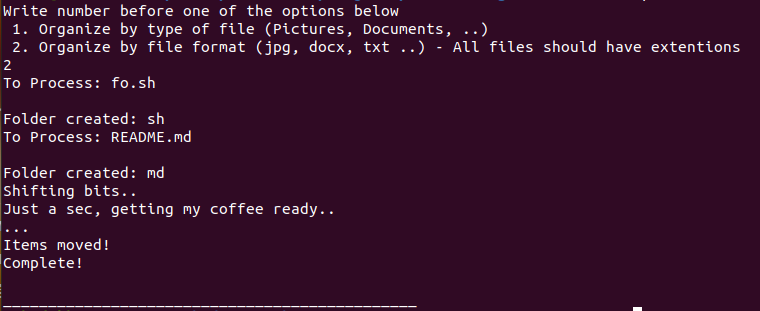 Write number before one of the options below
1. Organize by type of file (Pictures, Documents, ..)
2. Organize by file format (jpg, docx, txt ..) - All files should have extentions
2
To Process: fo.sh
Folder created: sh
To Process: README.md
Folder created: md
Shifting bits..
Just a sec, getting my coffee ready..
...
Items moved!
Complete!